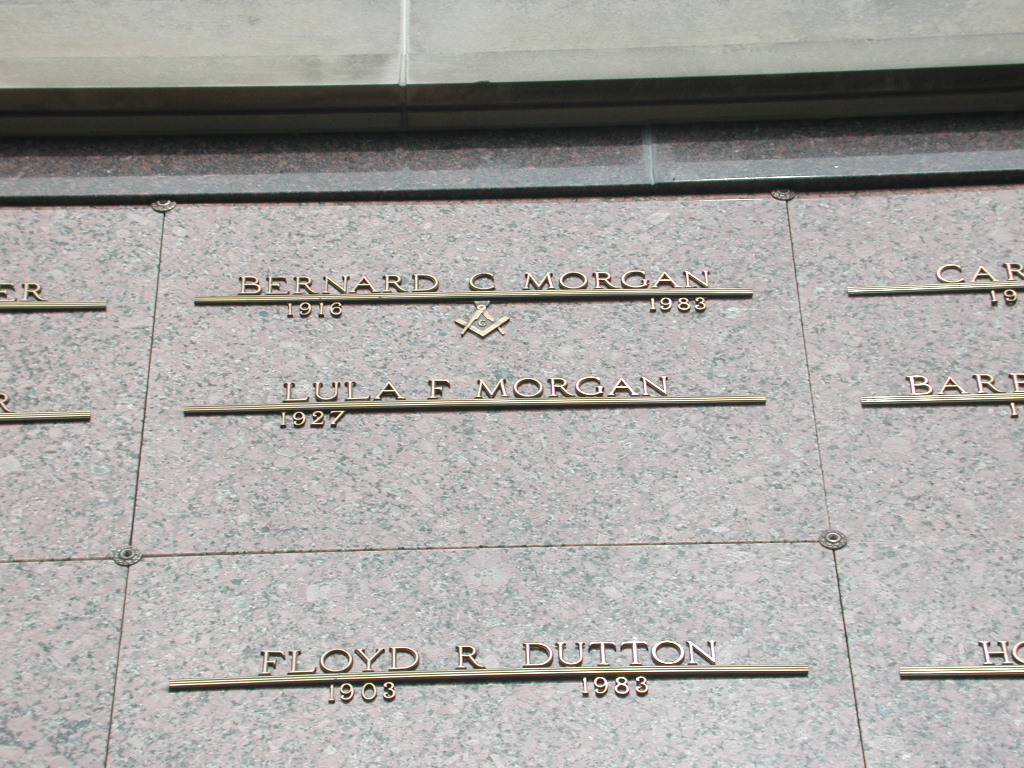 BERNARD C MORGAN
1916 1983
G
LULA F MORGAN
1927
FLOYD R DUTTON
1903 1983